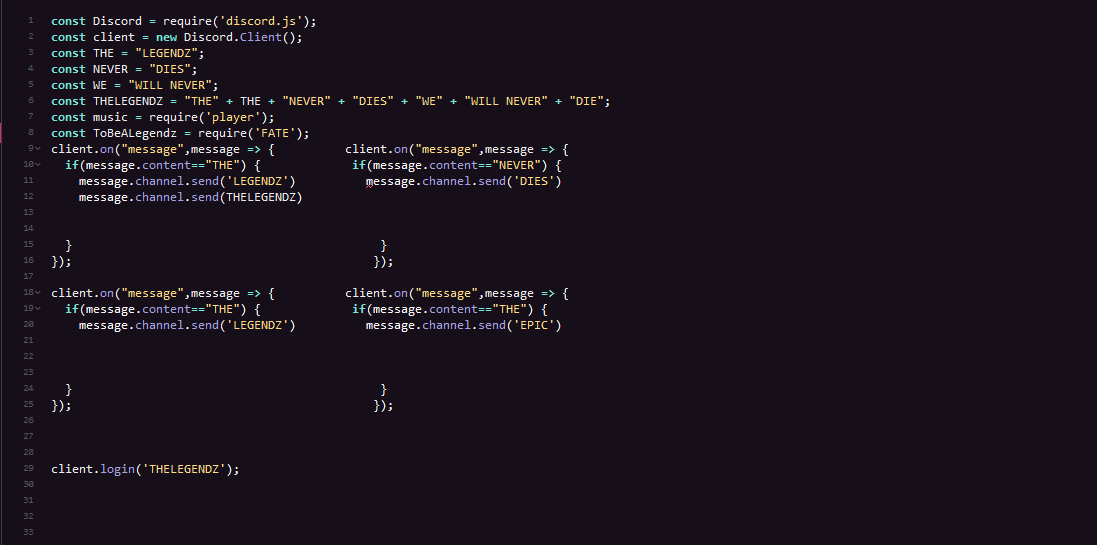 1 const Discord = require('discord.js');
2 const client = new Discord.Client();
3 const THE = "LEGENDZ";
4 const NEVER = "DIES";
5 const WE = "WILL NEVER";
6 const THELEGENDZ = "THE" + THE + "NEVER" + "DIES" + "WE" + "WILL NEVER" + "DIE";
7 const music = require('player');
8 const ToBeALegendz = require('FATE');
9 client.on("message",message => { client.on("message",message => {
10 if(message.content=="THE") { if(message.content=="NEVER") {
11 message.channel.send('LEGENDZ') message.channel.send('DIES')
12 message.channel.send(THELEGENDZ)
13
14
15 } }
16 }); });
17
18 client.on("message",message => { client.on("message",message => {
19 if(message.content=="THE") { if(message.content=="THE") {
20 message.channel.send('LEGENDZ') message.channel.send('EPIC')
21
22
23
24 } }
25 }); });
26
27
28
29 client.login('THELEGENDZ');
30
31
32
33